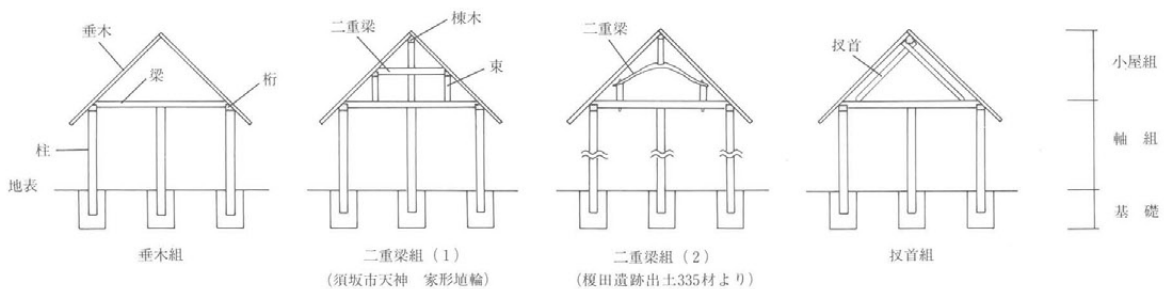 垂木
梁
桁
柱
地表
垂木組
二重梁
棟木
束
二重梁組（1）
（須坂市天神　家形埴輪）
二重梁
二重梁組（2）
（榎田遺跡出土335材より）
扠首
扠首組
小屋組
軸組
基礎